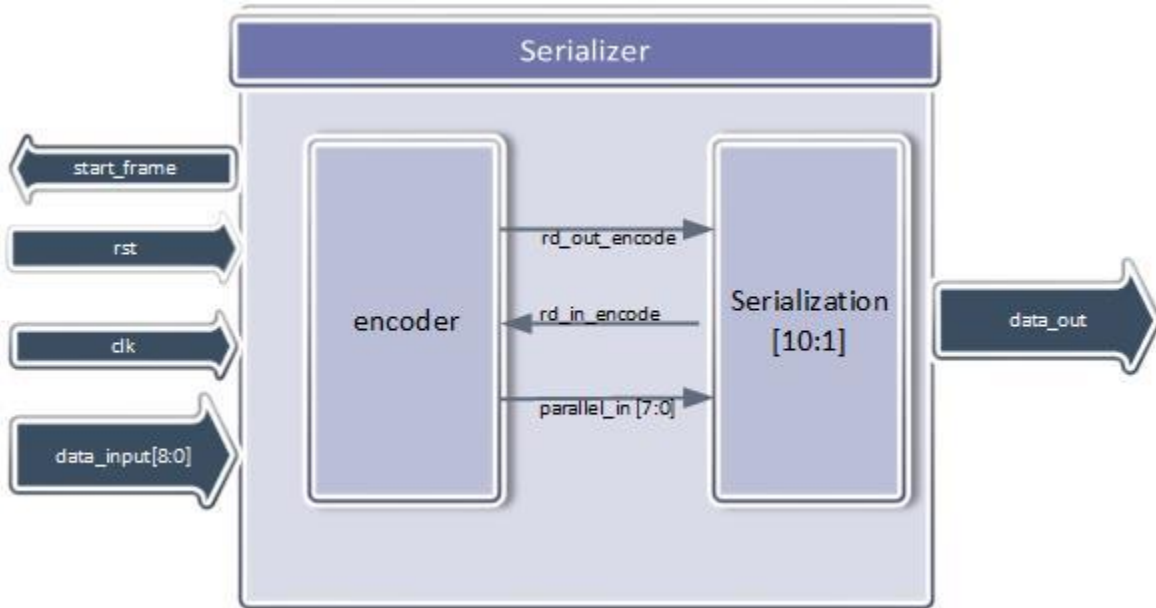 Serializer
start_frame
rst
clk
data_input[8:0]
encoder
rd_out_encode
rd_in_encode
parallel_in [7:0]
Serialization
[10:1]
data_out